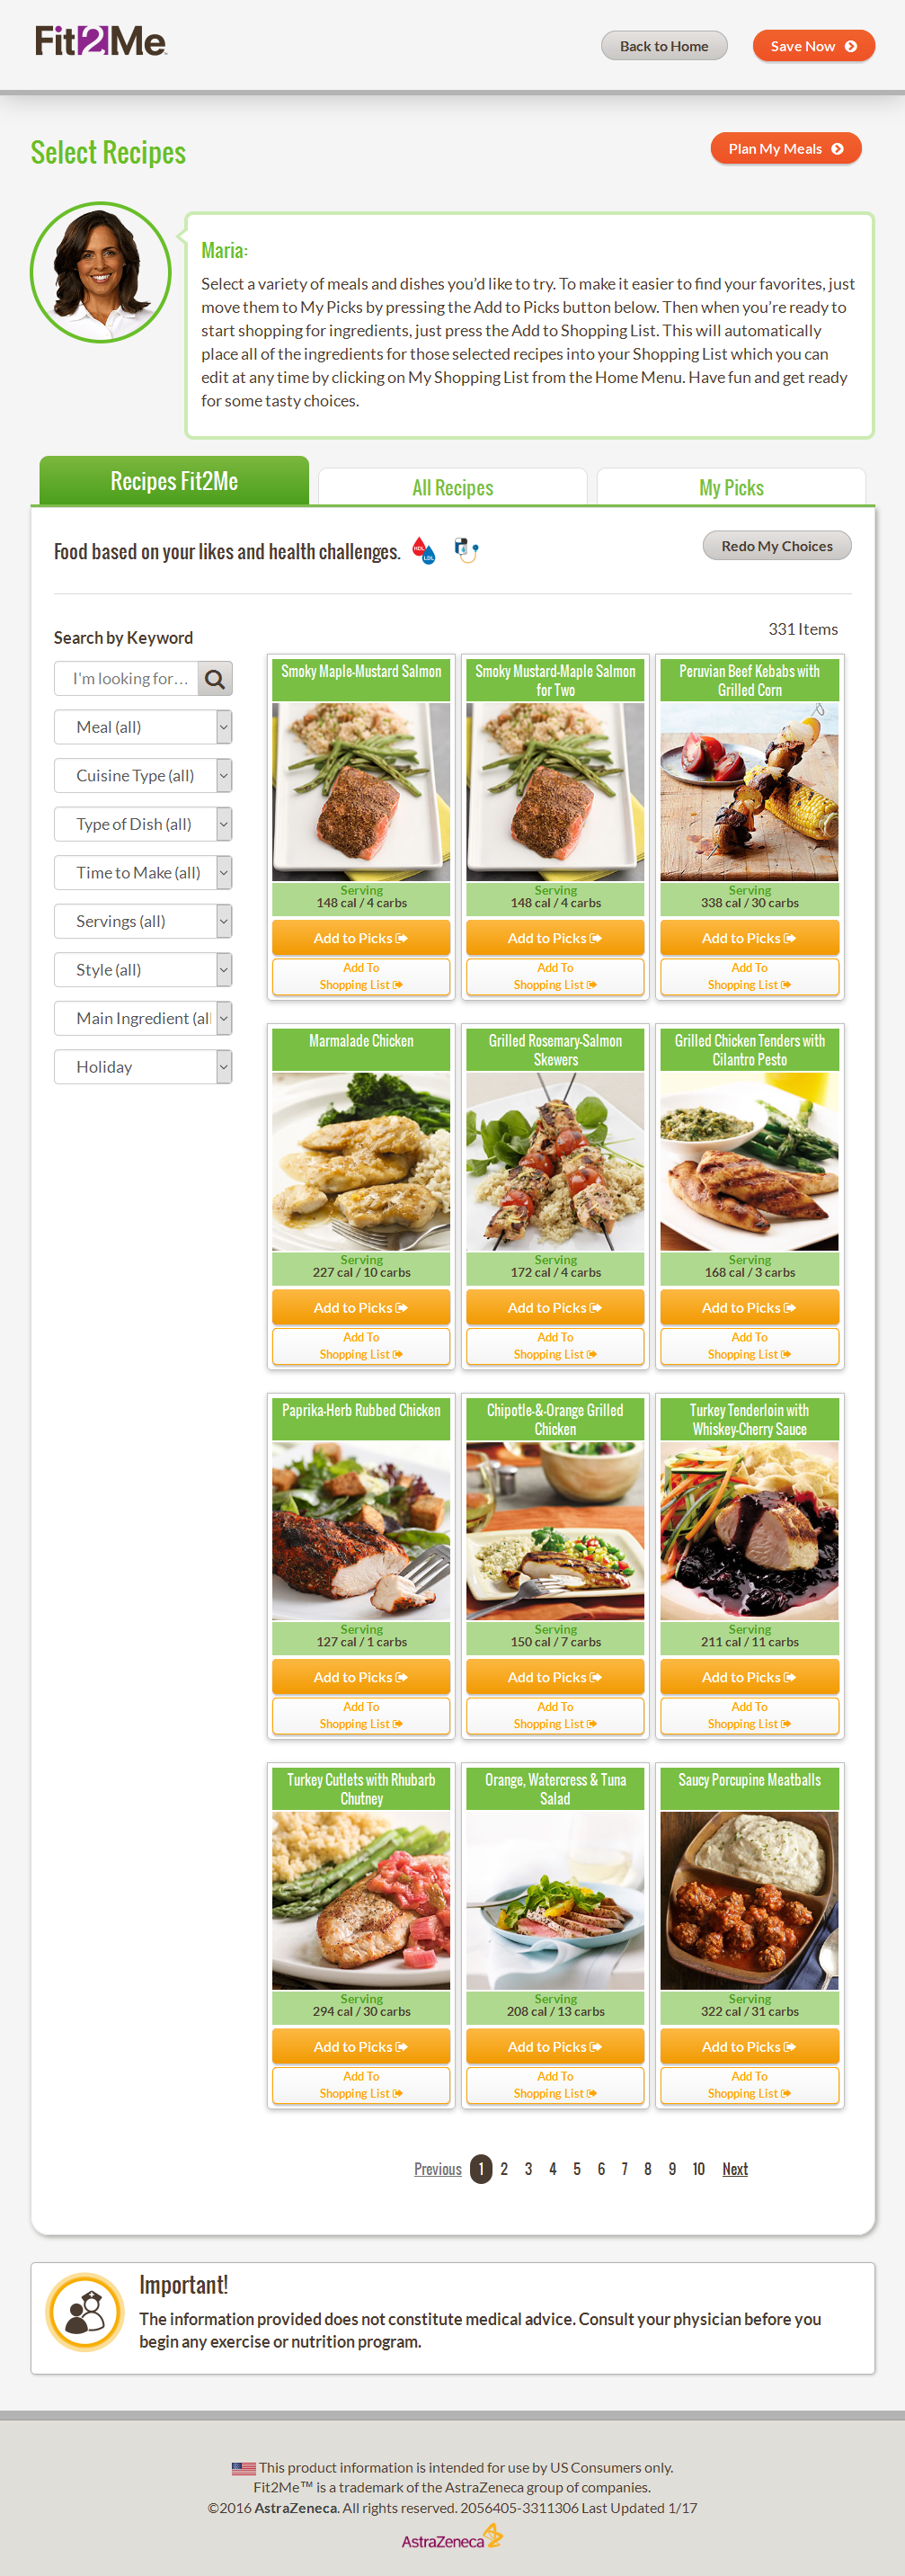 Fit2Me
Back to Home
Save Now
Select Recipes
Plan My Meals
Maria:
Select a variety of meals and dishes you’d like to try. To make it easier to find your favorites, just
move them to My Picks by pressing the Add to Picks button below. Then when you’re ready to
start shopping for ingredients, just press the Add to Shopping List. This will automatically
place all of the ingredients for those selected recipes into your Shopping List which you can
edit at any time by clicking on My Shopping List from the Home Menu. Have fun and get ready
for some tasty choices.
Recipes Fit2Me
All Recipes
My Picks
Food based on your likes and health challenges.
HDL
LDL
Redo My Choices
331 Items
Search by Keyword
I'm looking for…
Meal (all)
Cuisine Type (all)
Type of Dish (all)
Time to Make (all)
Servings (all)
Style (all)
Main Ingredient (all
Holiday
Smoky Maple-Mustard Salmon
Serving
148 cal / 4 carbs
Add to Picks
Add To
Shopping List
Smoky Mustard-Maple Salmon
for Two
Serving
148 cal / 4 carbs
Add to Picks
Add To
Shopping List
Peruvian Beef Kebabs with
Grilled Corn
Serving
338 cal / 30 carbs
Add to Picks
Add To
Shopping List
Marmalade Chicken
Serving
227 cal / 10 carbs
Add to Picks
Add To
Shopping List
Grilled Rosemary-Salmon
Skewers
Serving
172 cal / 4 carbs
Add to Picks
Add To
Shopping List
Grilled Chicken Tenders with
Cilantro Pesto
Serving
168 cal / 3 carbs
Add to Picks
Add To
Shopping List
Paprika-Herb Rubbed Chicken
Serving
127 cal / 1 carbs
Add to Picks
Add To
Shopping List
Chipotle-&-Orange Grilled
Chicken
Serving
150 cal / 7 carbs
Add to Picks
Add To
Shopping List
Turkey Tenderloin with
Whiskey-Cherry Sauce
Serving
211 cal / 11 carbs
Add to Picks
Add To
Shopping List
Turkey Cutlets with Rhubarb
Chutney
Serving
294 cal / 30 carbs
Add to Picks
Add To
Shopping List
Orange, Watercress & Tuna
Salad
Serving
208 cal / 13 carbs
Add to Picks
Add To
Shopping List
Saucy Porcupine Meatballs
Serving
322 cal / 31 carbs
Add to Picks
Add To
Shopping List
Previous 1 2 3 4 5 6 7 8 9 10 Next
Important!
The information provided does not constitute medical advice. Consult your physician before you
begin any exercise or nutrition program.
This product information is intended for use by US Consumers only.
Fit2Me™ is a trademark of the AstraZeneca group of companies.
©2016 AstraZeneca. All rights reserved. 2056405-3311306 Last Updated 1/17
AstraZeneca